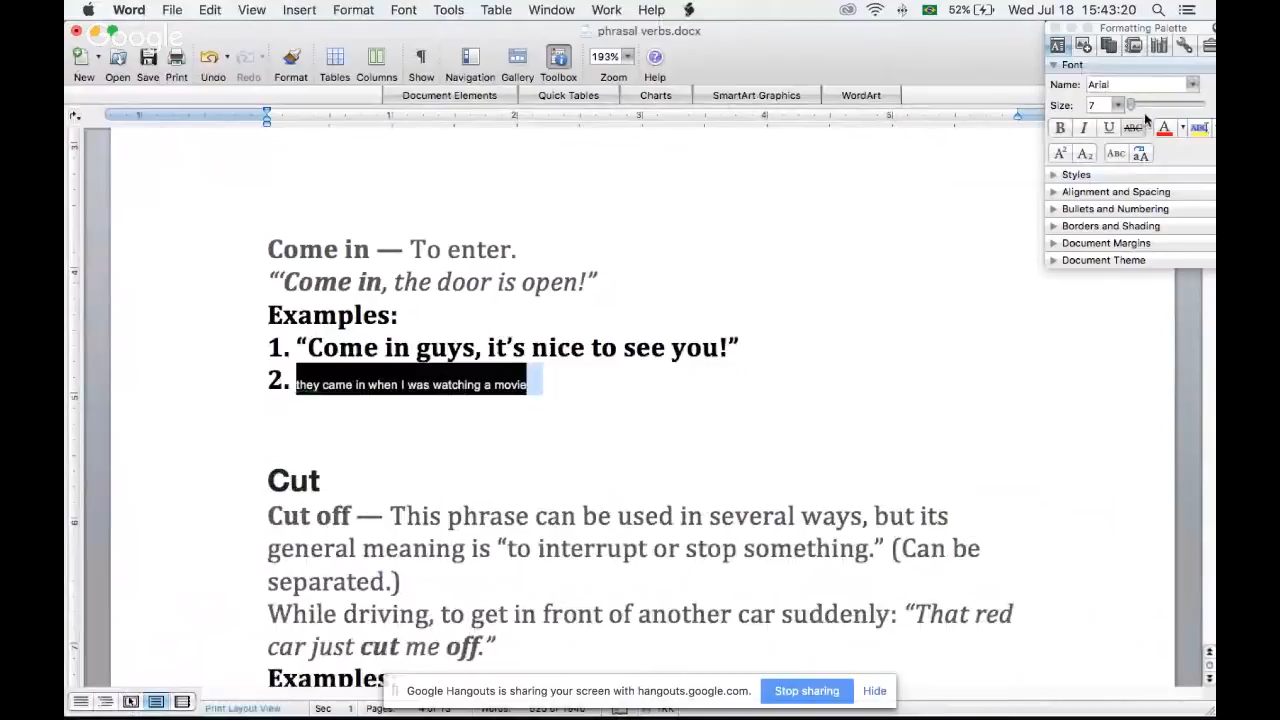 Word File Edit View Insert Format Font Tools Table Window Work Help 52% Wed Jul 18 15:43:20
Google
phrasal verbs.docx
Formatting Palette
New Open Save Print Undo Redo Format Tables Columns Show Navigation Gallery Toolbox Zoom Help
193%
Document Elements Quick Tables Charts SmartArt Graphics WordArt
Font
Name: Arial
Size: 7
B I U ABC A ABC
A² A₂ Abc aA
Styles
Alignment and Spacing
Bullets and Numbering
Borders and Shading
Document Margins
Document Theme
Come in — To enter.
“‘Come in, the door is open!”
Examples:
1. “Come in guys, it’s nice to see you!”
2. they came in when I was watching a movie
Cut
Cut off — This phrase can be used in several ways, but its
general meaning is “to interrupt or stop something.” (Can be
separated.)
While driving, to get in front of another car suddenly: “That red
car just cut me off.”
Examples
Google Hangouts is sharing your screen with hangouts.google.com. Stop sharing Hide
Print Layout View Sec 1 Pages: